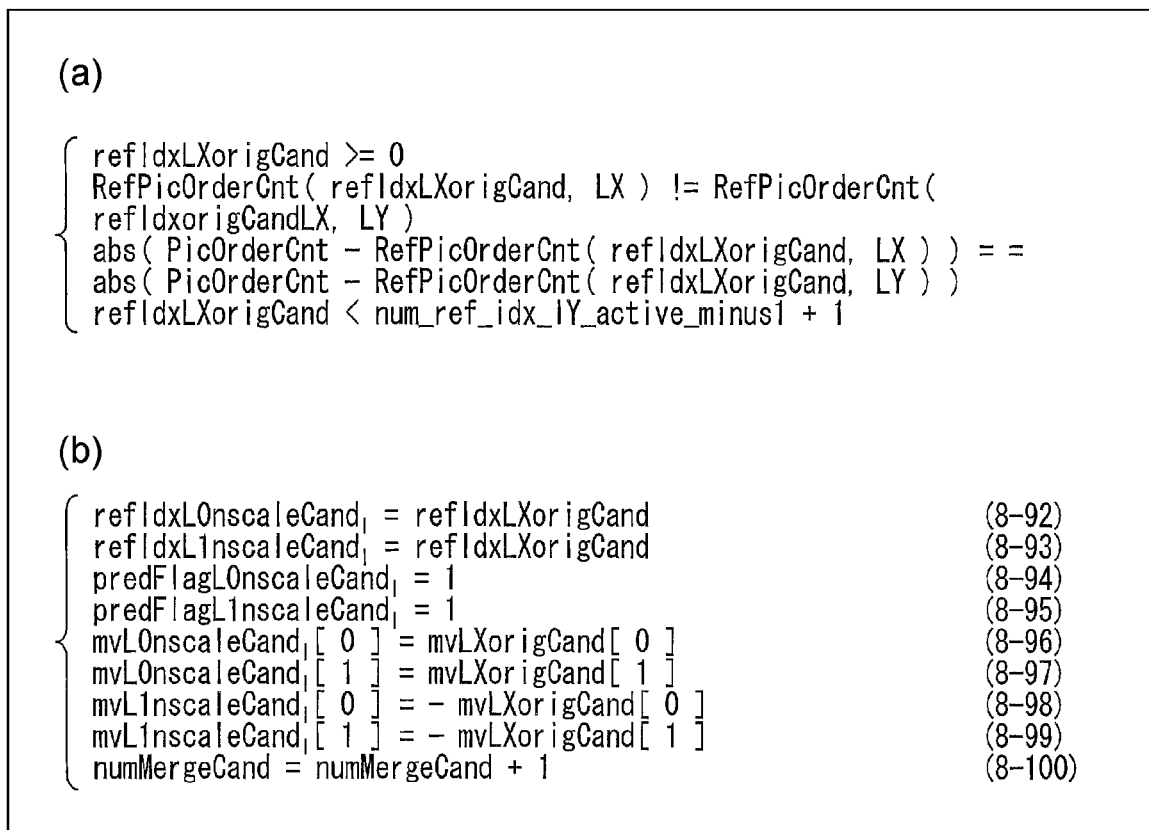 (a)
refIdxLXorigCand >= 0
RefPicOrderCnt( refIdxLXorigCand, LX ) != RefPicOrderCnt(
refIdxorigCandLX, LY )
abs( PicOrderCnt - RefPicOrderCnt( refIdxLXorigCand, LX ) ) = =
abs( PicOrderCnt - RefPicOrderCnt( refIdxLXorigCand, LY ) )
refIdxLXorigCand < num_ref_idx_lY_active_minus1 + 1
(b)
refIdxL0nscaleCandl = refIdxLXorigCand (8-92)
refIdxL1nscaleCandl = refIdxLXorigCand (8-93)
predFlagL0nscaleCandl = 1 (8-94)
predFlagL1nscaleCandl = 1 (8-95)
mvL0nscaleCandl[ 0 ] = mvLXorigCand[ 0 ] (8-96)
mvL0nscaleCandl[ 1 ] = mvLXorigCand[ 1 ] (8-97)
mvL1nscaleCandl[ 0 ] = - mvLXorigCand[ 0 ] (8-98)
mvL1nscaleCandl[ 1 ] = - mvLXorigCand[ 1 ] (8-99)
numMergeCand = numMergeCand + 1 (8-100)